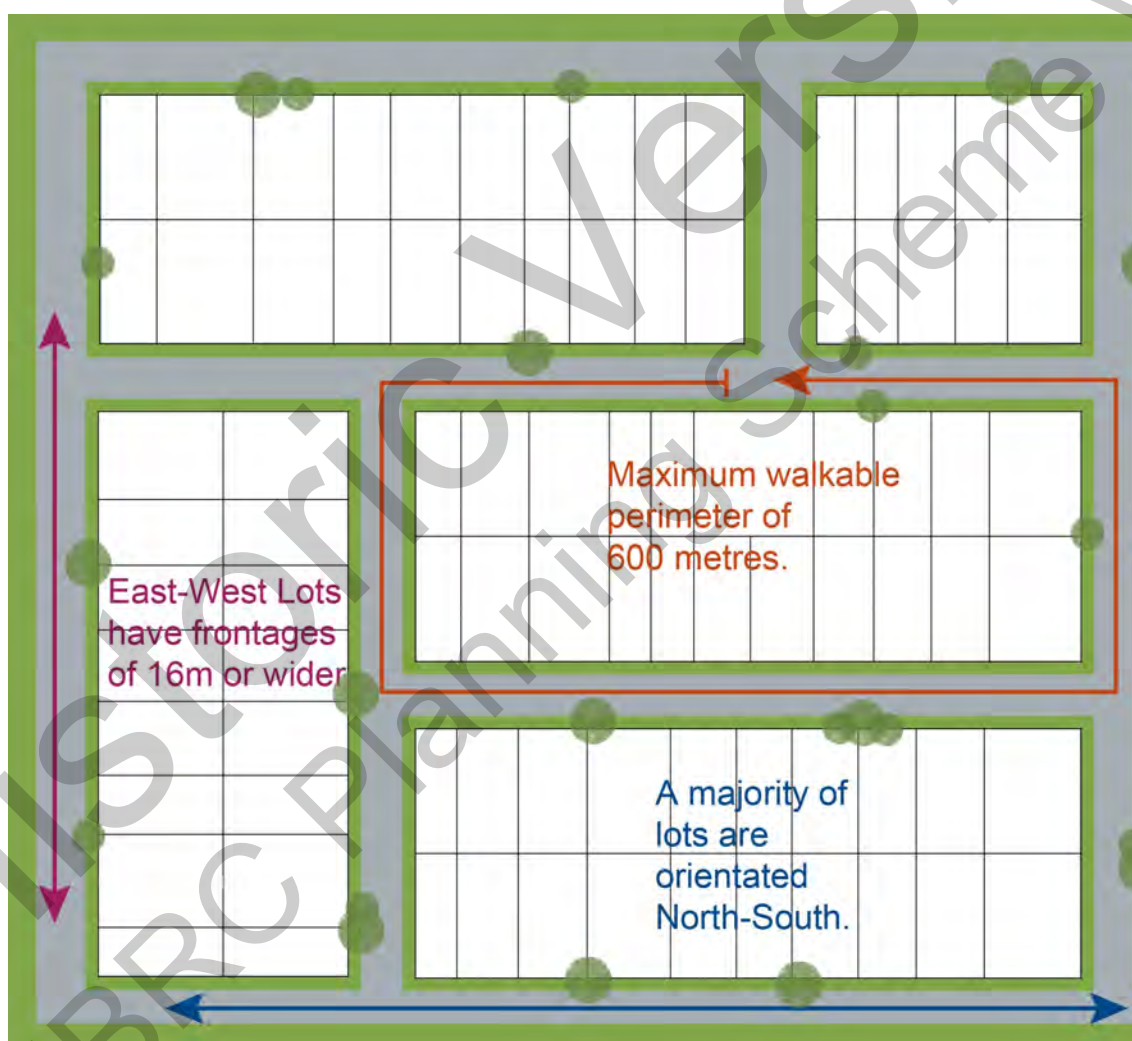 Historic Vers
BRC Planning Scheme V
Maximum walkable
perimeter of
600 metres.
East-West Lots
have frontages
of 16m or wider
A majority of
lots are
orientated
North-South.